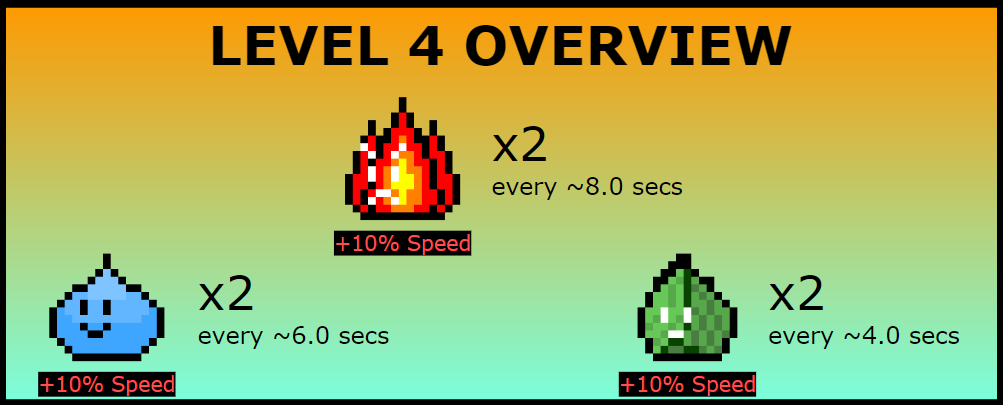 LEVEL 4 OVERVIEW
x2
every ~8.0 secs
+10% Speed
x2
every ~6.0 secs
+10% Speed
x2
every ~4.0 secs
+10% Speed